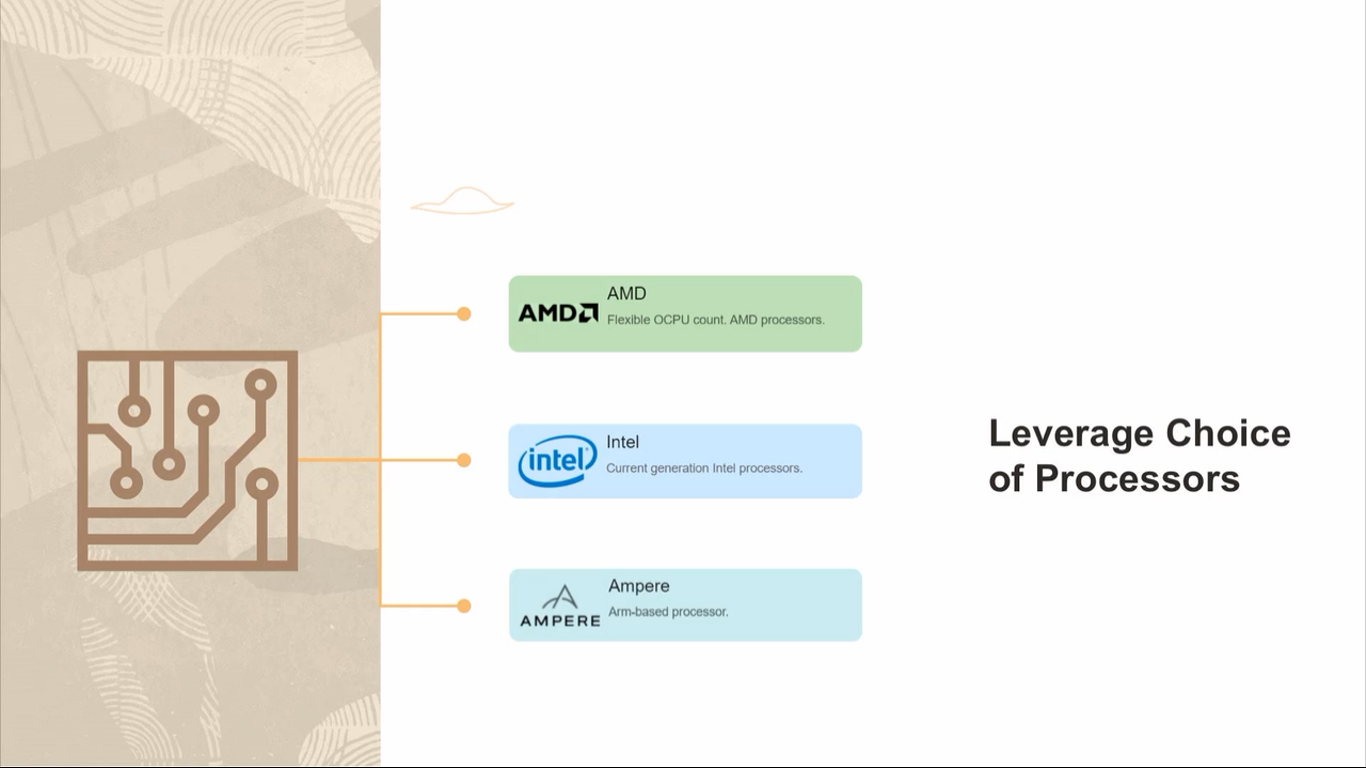 AMD
AMD
Flexible OCPU count. AMD processors.
intel
Intel
Current generation Intel processors.
AMPERE
Ampere
Arm-based processor.
Leverage Choice
of Processors